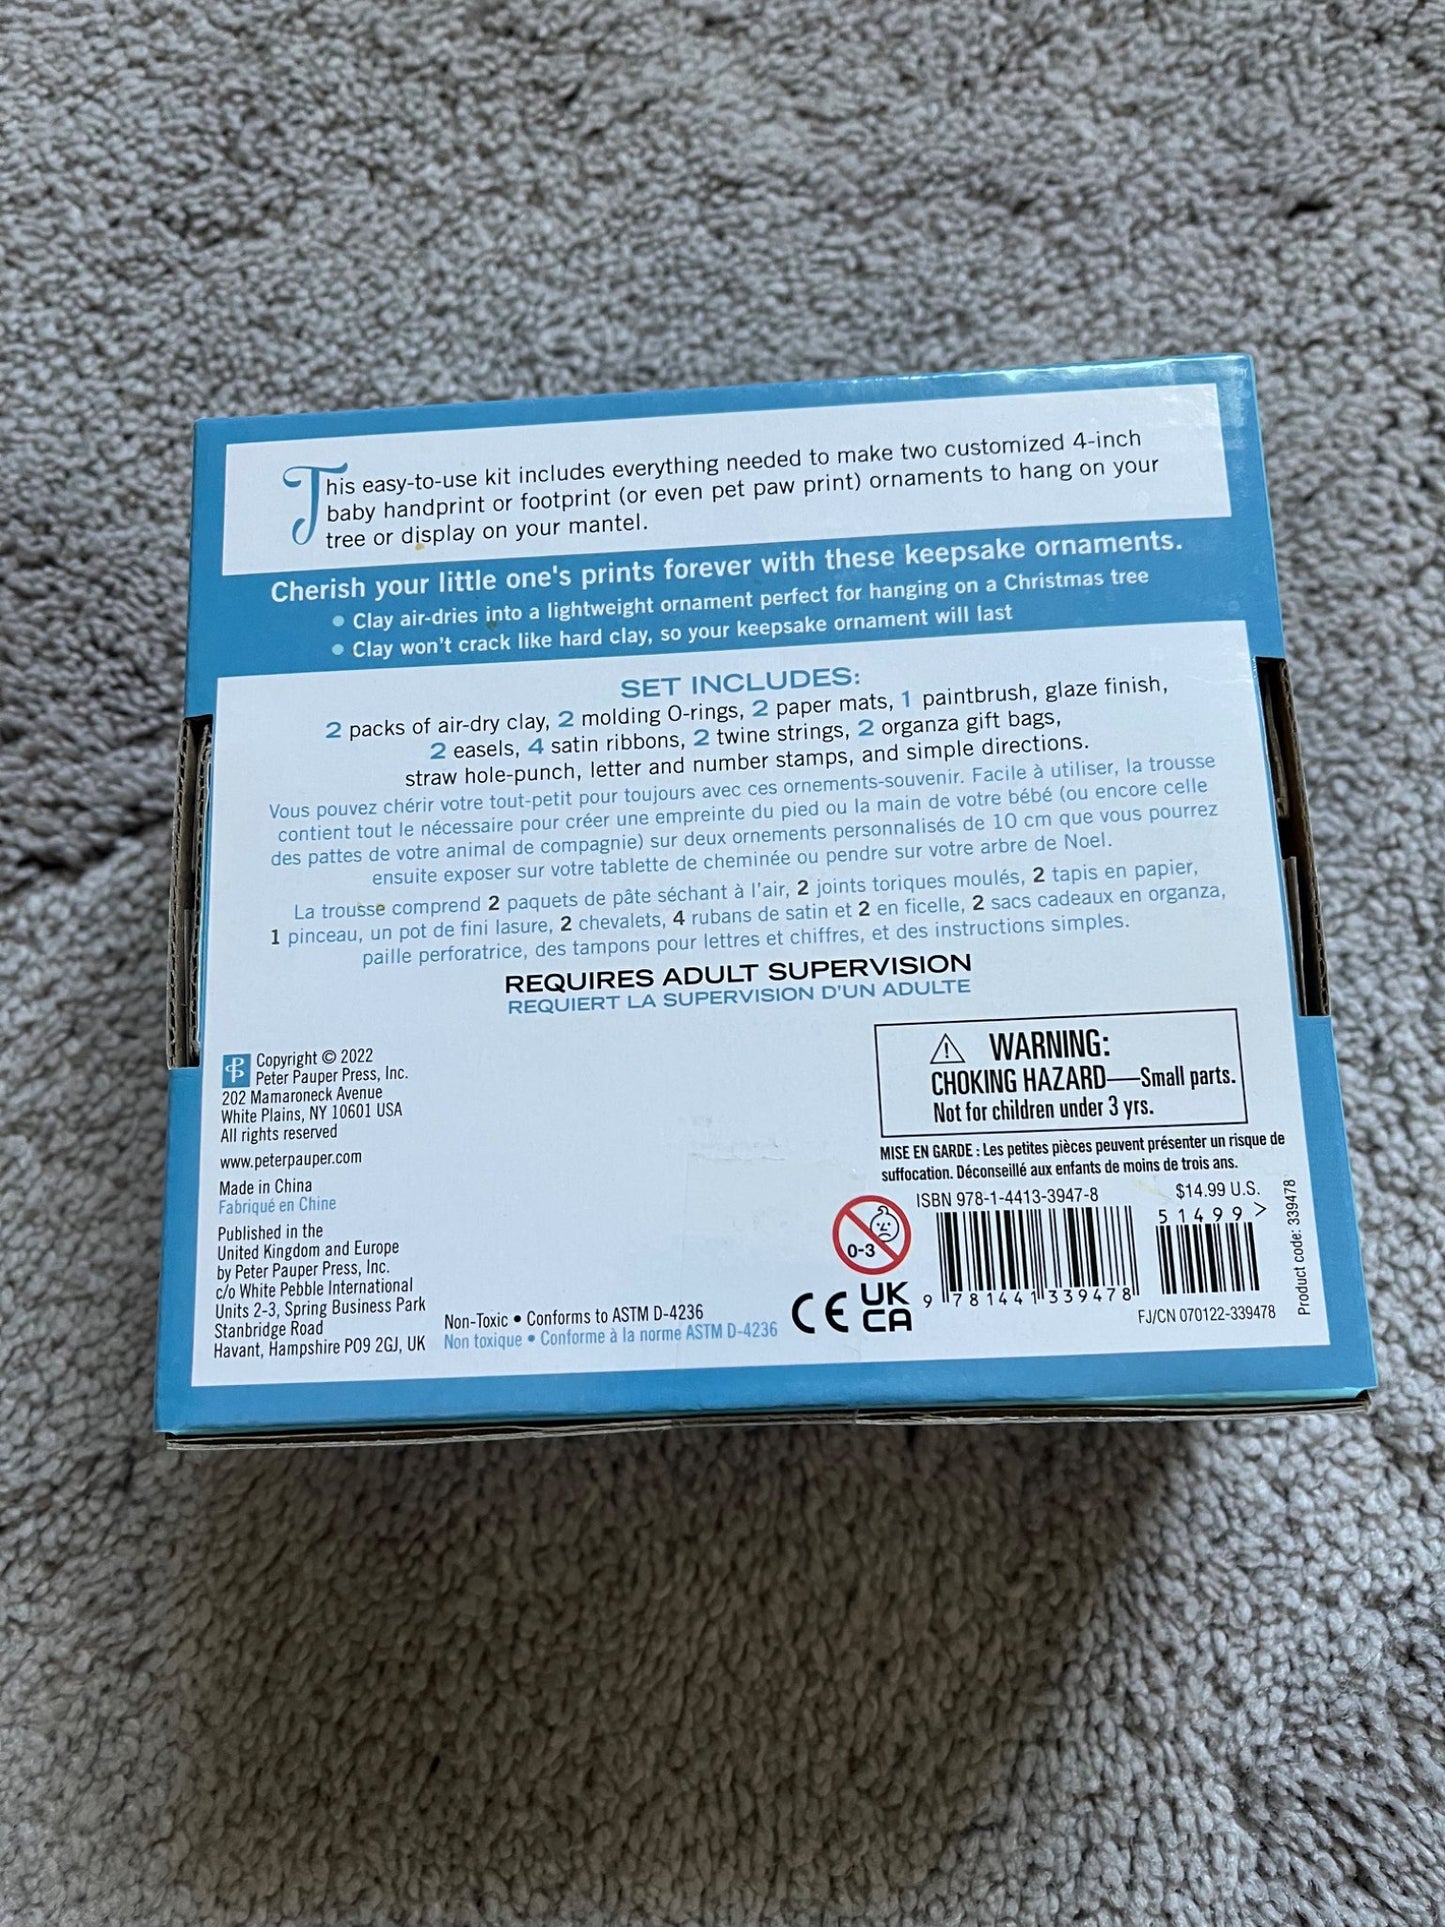 This easy-to-use kit includes everything needed to make two customized 4-inch
baby handprint or footprint (or even pet paw print) ornaments to hang on your
tree or display on your mantel.
Cherish your little one's prints forever with these keepsake ornaments.
• Clay air-dries into a lightweight ornament perfect for hanging on a Christmas tree
• Clay won't crack like hard clay, so your keepsake ornament will last
SET INCLUDES:
2 packs of air-dry clay, 2 molding O-rings, 2 paper mats, 1 paintbrush, glaze finish,
2 easels, 4 satin ribbons, 2 twine strings, 2 organza gift bags,
straw hole-punch, letter and number stamps, and simple directions.
Vous pouvez chérir votre tout-petit pour toujours avec ces ornements-souvenir. Facile à utiliser, la trousse
contient tout le nécessaire pour créer une empreinte du pied ou la main de votre bébé (ou encore celle
des pattes de votre animal de compagnie) sur deux ornements personnalisés de 10 cm que vous pourrez
ensuite exposer sur votre tablette de cheminée ou pendre sur votre arbre de Noel.
La trousse comprend 2 paquets de pâte séchant à l'air, 2 joints toriques moulés, 2 tapis en papier,
1 pinceau, un pot de fini lasure, 2 chevalets, 4 rubans de satin et 2 en ficelle, 2 sacs cadeaux en organza,
paille perforatrice, des tampons pour lettres et chiffres, et des instructions simples.
REQUIRES ADULT SUPERVISION
REQUIERT LA SUPERVISION D'UN ADULTE
Copyright © 2022
Peter Pauper Press, Inc.
202 Mamaroneck Avenue
White Plains, NY 10601 USA
All rights reserved
www.peterpauper.com
Made in China
Fabriqué en Chine
Published in the
United Kingdom and Europe
by Peter Pauper Press, Inc.
c/o White Pebble International
Units 2-3, Spring Business Park
Stanbridge Road
Havant, Hampshire PO9 2GJ, UK
Non-Toxic • Conforms to ASTM D-4236
Non toxique • Conforme à la norme ASTM D-4236
WARNING:
CHOKING HAZARD—Small parts.
Not for children under 3 yrs.
MISE EN GARDE : Les petites pièces peuvent présenter un risque de
suffocation. Déconseillé aux enfants de moins de trois ans.
0-3
CE UK
CA
ISBN 978-1-4413-3947-8
$14.99 U.S.
51499>
9 781441 339478
FJ/CN 070122-339478
Product code: 339478